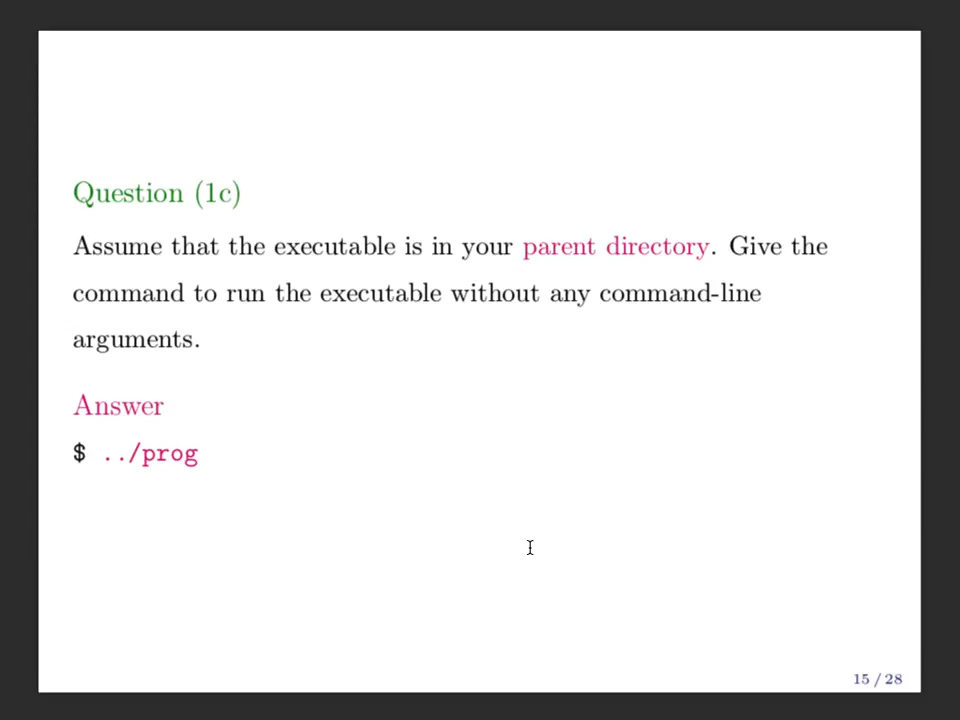 Question (1c)
Assume that the executable is in your parent directory. Give the
command to run the executable without any command-line
arguments.
Answer
$ ../prog
15 / 28